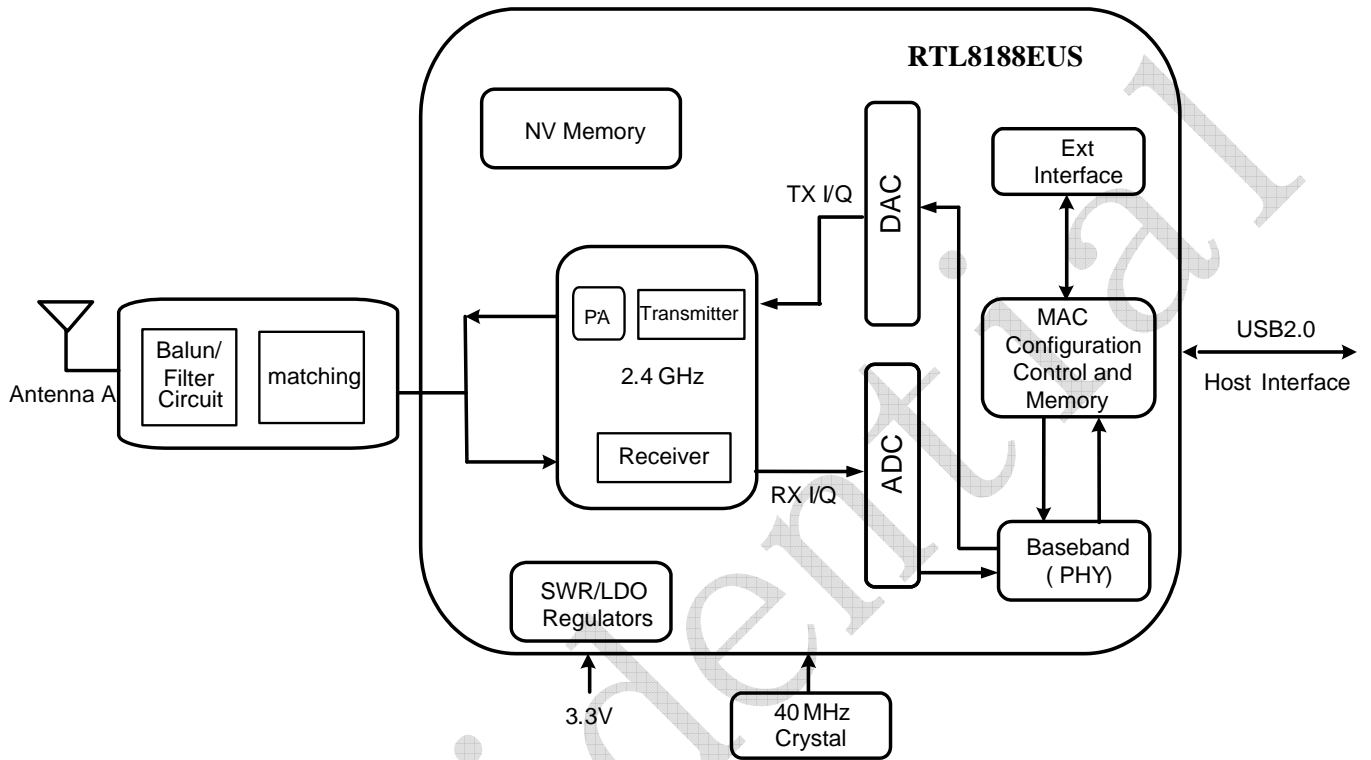 RTL8188EUS
NV Memory
DAC
Ext
Interface
TX I/Q
PA
Transmitter
2.4 GHz
Receiver
MAC
Configuration
Control and
Memory
USB2.0
Host Interface
Balun/
Filter
Circuit
matching
Antenna A
ADC
RX I/Q
Baseband
( PHY)
SWR/LDO
Regulators
3.3V
40 MHz
Crystal
dential